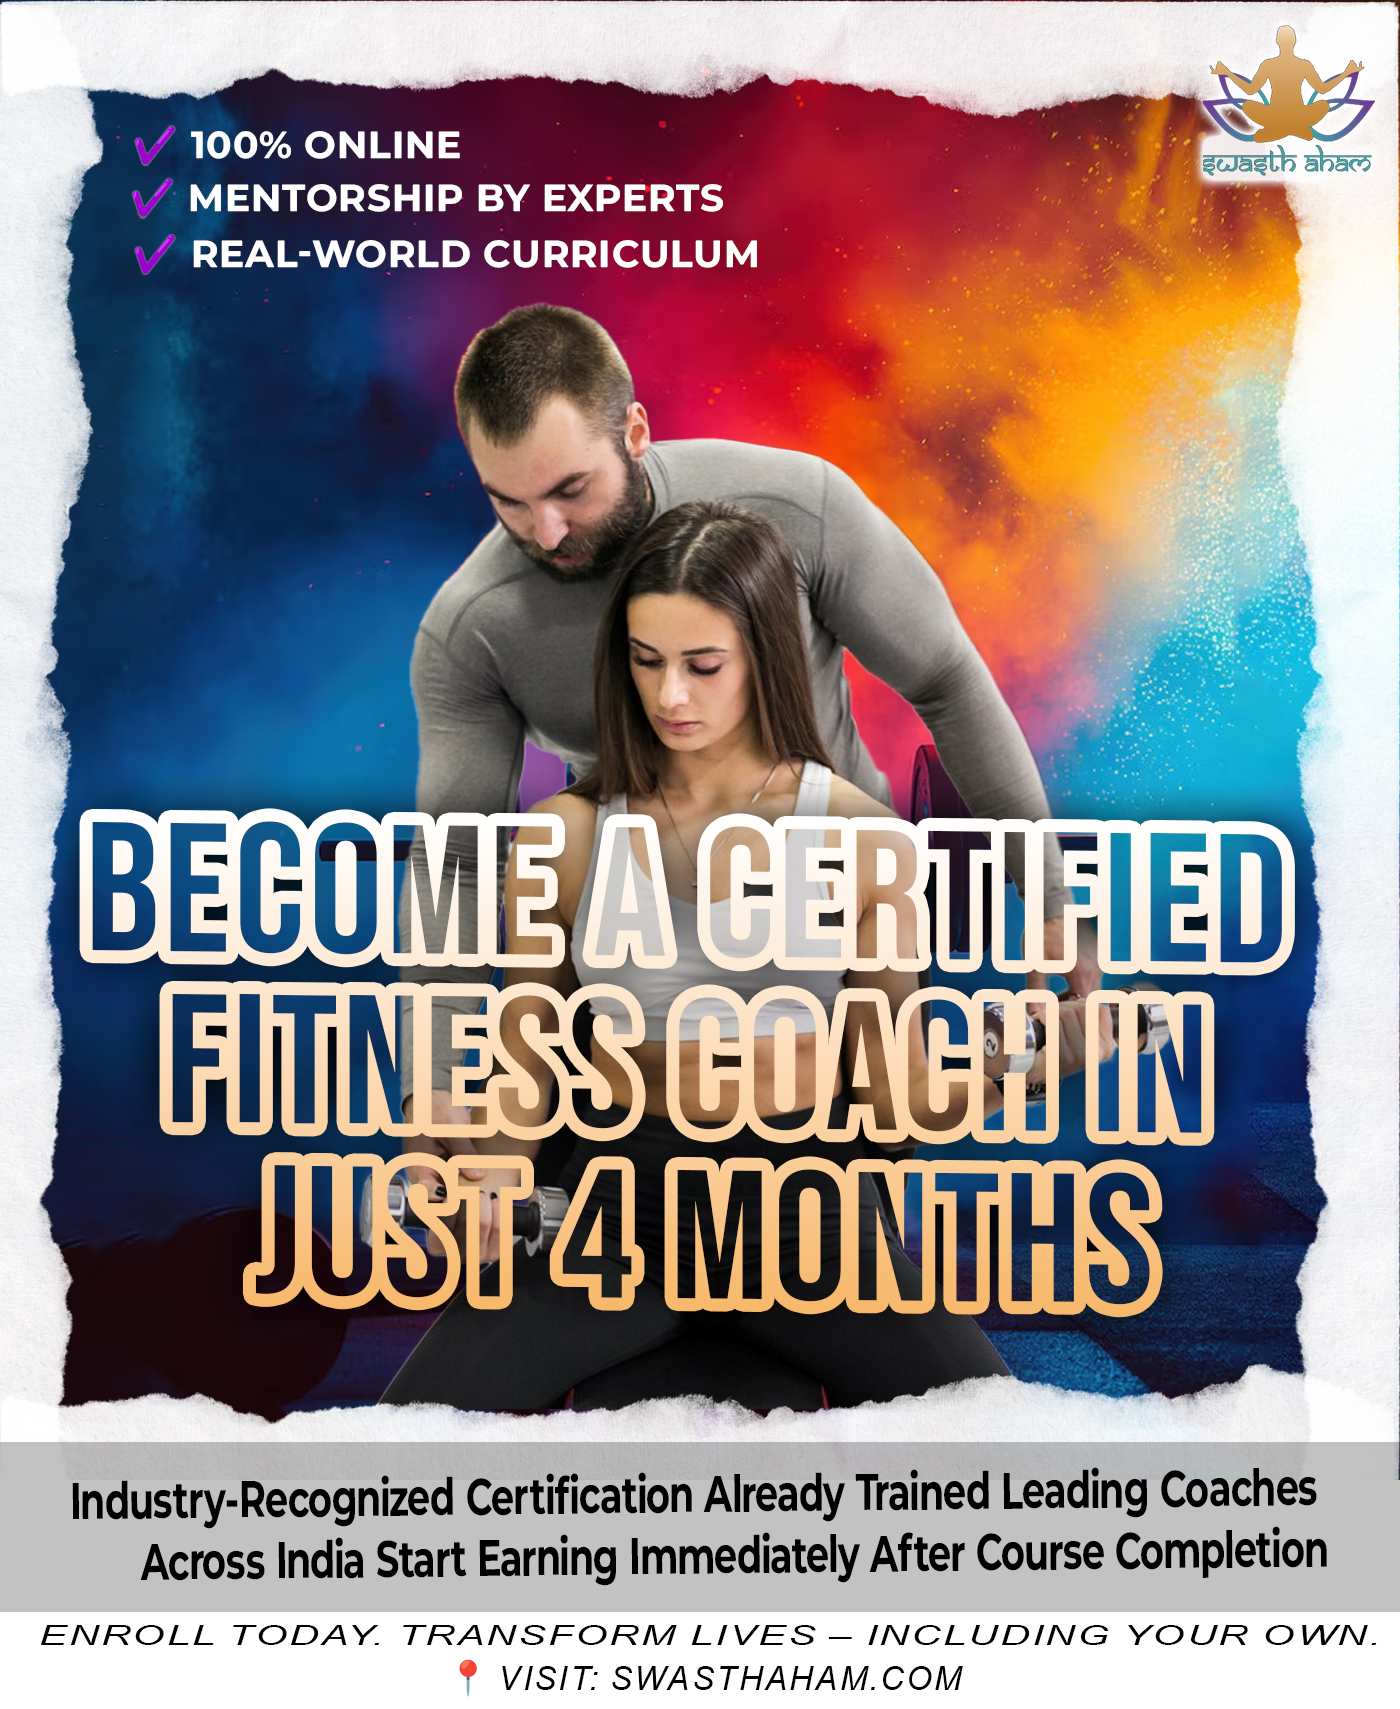 swasth aham
100% ONLINE
MENTORSHIP BY EXPERTS
REAL-WORLD CURRICULUM
BECOME A CERTIFIED
FITNESS COACH IN
JUST 4 MONTHS
2
Industry-Recognized Certification Already Trained Leading Coaches
Across India Start Earning Immediately After Course Completion
ENROLL TODAY. TRANSFORM LIVES – INCLUDING YOUR OWN.
VISIT: SWASTHAHAM.COM